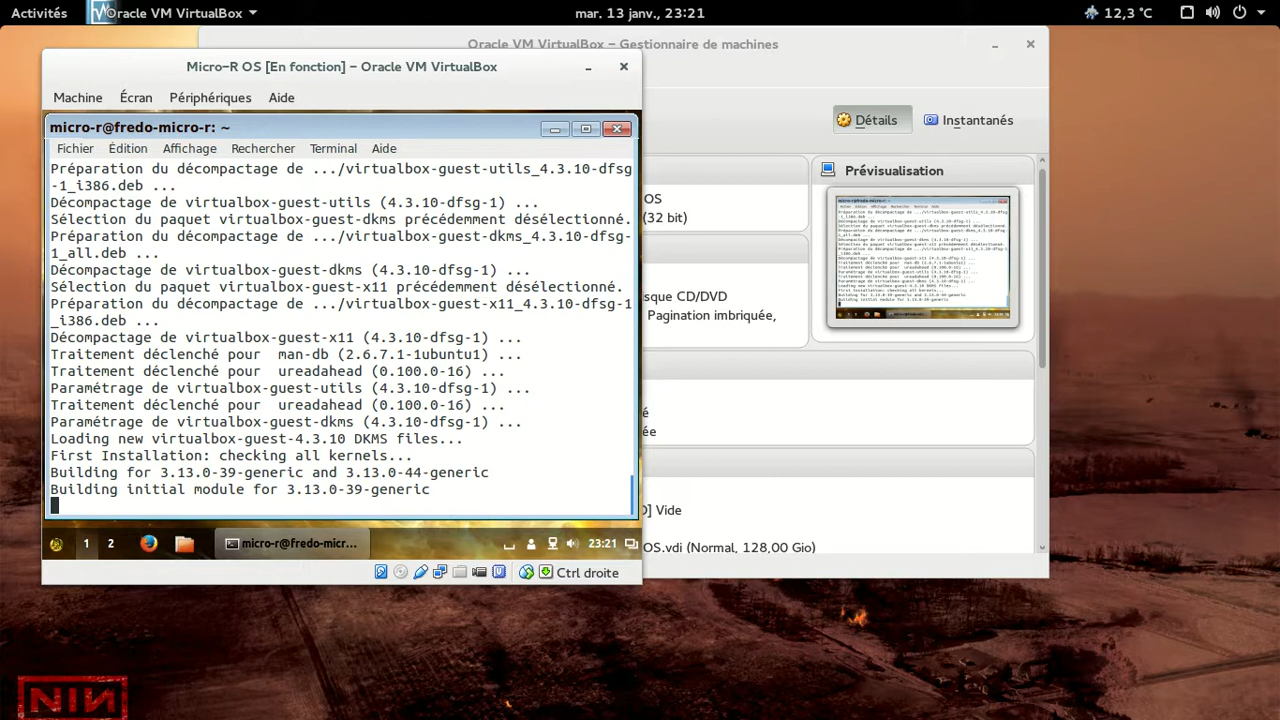 Activités
Oracle VM VirtualBox
mar. 13 janv., 23:21
12,3 °C
Oracle VM VirtualBox – Gestionnaire de machines
Micro-R OS [En fonction] – Oracle VM VirtualBox
Machine Écran Périphériques Aide
Détails
Instantanés
micro-r@fredo-micro-r: ~
Fichier Édition Affichage Rechercher Terminal Aide
Préparation du décompactage de .../virtualbox-guest-utils_4.3.10-dfsg
-1_i386.deb ...
Décompactage de virtualbox-guest-utils (4.3.10-dfsg-1) ...
Sélection du paquet virtualbox-guest-dkms précédemment désélectionné.
Préparation du décompactage de .../virtualbox-guest-dkms_4.3.10-dfsg-
1_all.deb ...
Décompactage de virtualbox-guest-dkms (4.3.10-dfsg-1) ...
Sélection du paquet virtualbox-guest-x11 précédemment désélectionné.
Préparation du décompactage de .../virtualbox-guest-x11_4.3.10-dfsg-1
_i386.deb ...
Décompactage de virtualbox-guest-x11 (4.3.10-dfsg-1) ...
Traitement déclenché pour  man-db (2.6.7.1-1ubuntu1) ...
Traitement déclenché pour  ureadahead (0.100.0-16) ...
Paramétrage de virtualbox-guest-utils (4.3.10-dfsg-1) ...
Traitement déclenché pour  ureadahead (0.100.0-16) ...
Paramétrage de virtualbox-guest-dkms (4.3.10-dfsg-1) ...
Loading new virtualbox-guest-4.3.10 DKMS files...
First Installation: checking all kernels...
Building for 3.13.0-39-generic and 3.13.0-44-generic
Building initial module for 3.13.0-39-generic
1 2
micro-r@fredo-micr...
23:21
Ctrl droite
Prévisualisation
OS
(32 bit)
sque CD/DVD
Pagination imbriquée,
é
ée
] Vide
OS.vdi (Normal, 128,00 Gio)
NIN